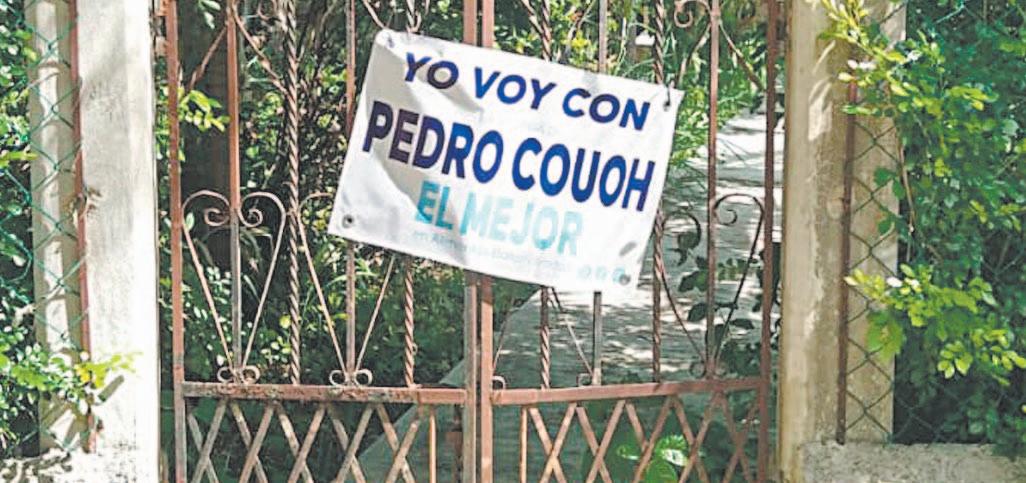 YO VOY CON
PEDRO COUOH
EL MEJOR